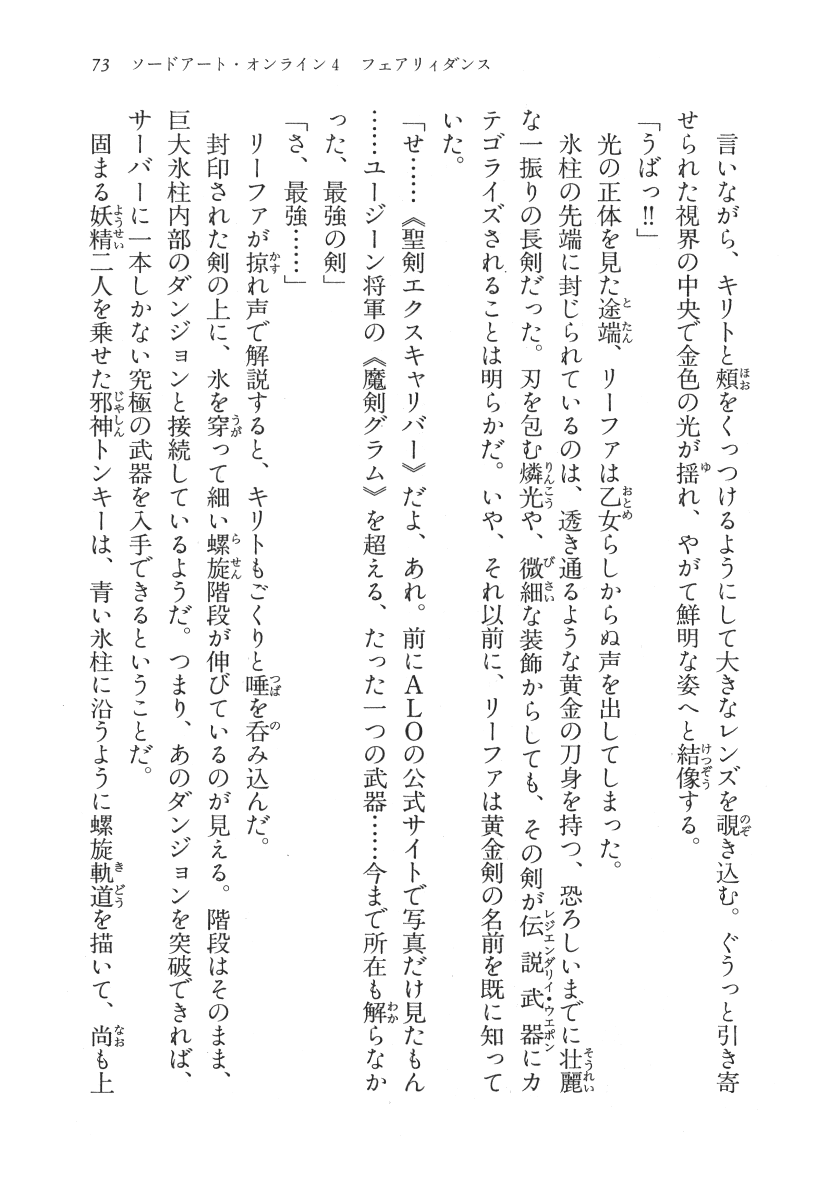 73 ソードアート・オンライン4 フェアリィダンス
　言いながら、キリトと頬をくっつけるようにして大きなレンズを覗き込む。ぐうっと引き寄
せられた視界の中央で金色の光が揺れ、やがて鮮明な姿へと結像する。
「うばっ!!」
　光の正体を見た途端、リーファは乙女らしからぬ声を出してしまった。
　氷柱の先端に封じられているのは、透き通るような黄金の刀身を持つ、恐ろしいまでに壮麗
な一振りの長剣だった。刃を包む燐光や、微細な装飾からしても、その剣が伝説武器にカ
テゴライズされることは明らかだ。いや、それ以前に、リーファは黄金剣の名前を既に知って
いた。
「せ……《聖剣エクスキャリバー》だよ、あれ。前にALOの公式サイトで写真だけ見たもん
……ユージーン将軍の《魔剣グラム》を超える、たった一つの武器……今まで所在も解らなか
った、最強の剣」
「さ、最強……」
　リーファが掠れ声で解説すると、キリトもごくりと唾を呑み込んだ。
　封印された剣の上に、氷を穿って細い螺旋階段が伸びているのが見える。階段はそのまま、
巨大氷柱内部のダンジョンと接続しているようだ。つまり、あのダンジョンを突破できれば、
サーバーに一本しかない究極の武器を入手できるということだ。
　固まる妖精二人を乗せた邪神トンキーは、青い氷柱に沿うように螺旋軌道を描いて、尚も上